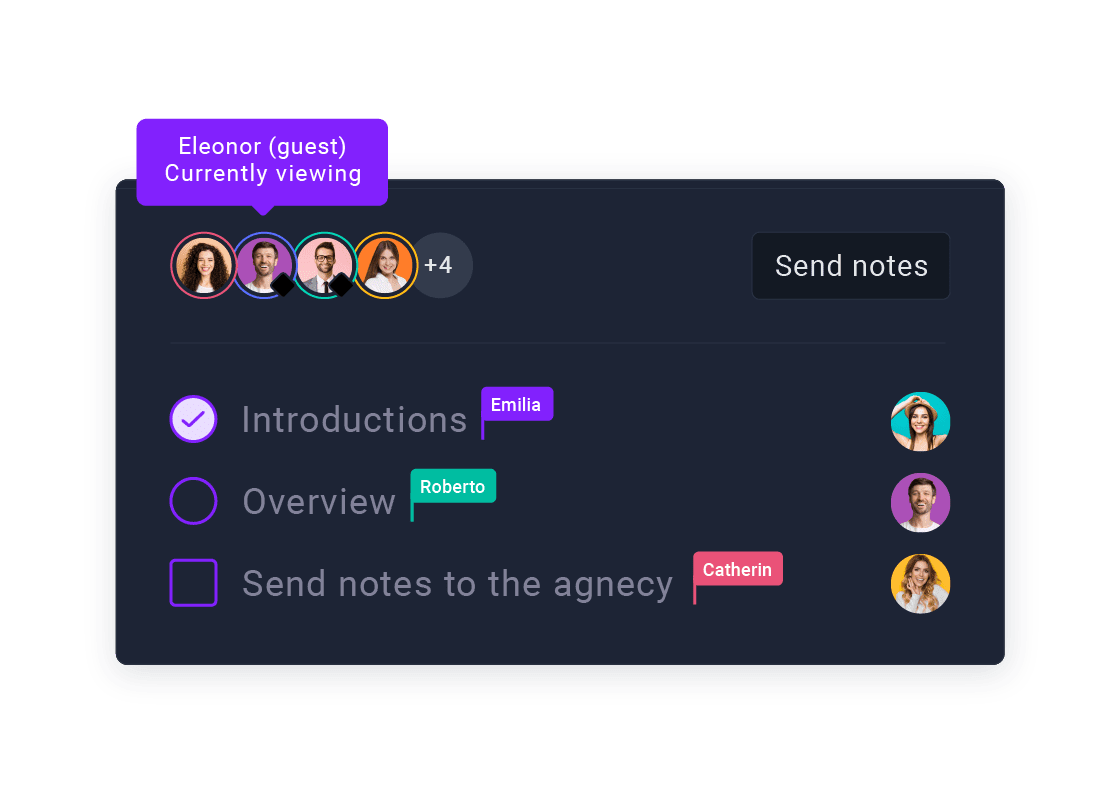 Eleonor (guest)
Currently viewing
+4
Send notes
Introductions
Emilia
Overview
Roberto
Send notes to the agnecy
Catherin